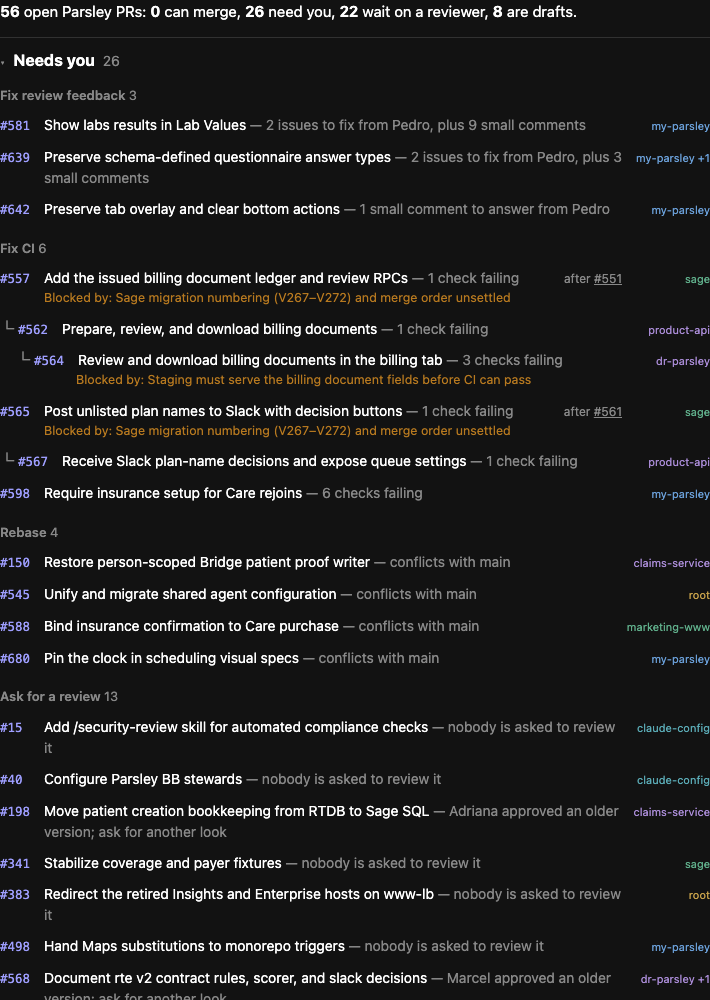 56 open Parsley PRs: 0 can merge, 26 need you, 22 wait on a reviewer, 8 are drafts.
Needs you 26
Fix review feedback 3
#581 Show labs results in Lab Values — 2 issues to fix from Pedro, plus 9 small comments my-parsley
#639 Preserve schema-defined questionnaire answer types — 2 issues to fix from Pedro, plus 3 my-parsley +1
small comments
#642 Preserve tab overlay and clear bottom actions — 1 small comment to answer from Pedro my-parsley
Fix CI 6
#557 Add the issued billing document ledger and review RPCs — 1 check failing after #551 sage
Blocked by: Sage migration numbering (V267–V272) and merge order unsettled
#562 Prepare, review, and download billing documents — 1 check failing product-api
#564 Review and download billing documents in the billing tab — 3 checks failing dr-parsley
Blocked by: Staging must serve the billing document fields before CI can pass
#565 Post unlisted plan names to Slack with decision buttons — 1 check failing after #561 sage
Blocked by: Sage migration numbering (V267–V272) and merge order unsettled
#567 Receive Slack plan-name decisions and expose queue settings — 1 check failing product-api
#598 Require insurance setup for Care rejoins — 6 checks failing my-parsley
Rebase 4
#150 Restore person-scoped Bridge patient proof writer — conflicts with main claims-service
#545 Unify and migrate shared agent configuration — conflicts with main root
#588 Bind insurance confirmation to Care purchase — conflicts with main marketing-www
#680 Pin the clock in scheduling visual specs — conflicts with main my-parsley
Ask for a review 13
#15 Add /security-review skill for automated compliance checks — nobody is asked to review claude-config
it
#40 Configure Parsley BB stewards — nobody is asked to review it claude-config
#198 Move patient creation bookkeeping from RTDB to Sage SQL — Adriana approved an older claims-service
version; ask for another look
#341 Stabilize coverage and payer fixtures — nobody is asked to review it sage
#383 Redirect the retired Insights and Enterprise hosts on www-lb — nobody is asked to review root
it
#498 Hand Maps substitutions to monorepo triggers — nobody is asked to review it my-parsley
#568 Document rte v2 contract rules, scorer, and slack decisions — Marcel approved an older dr-parsley +1
version; ask for another look